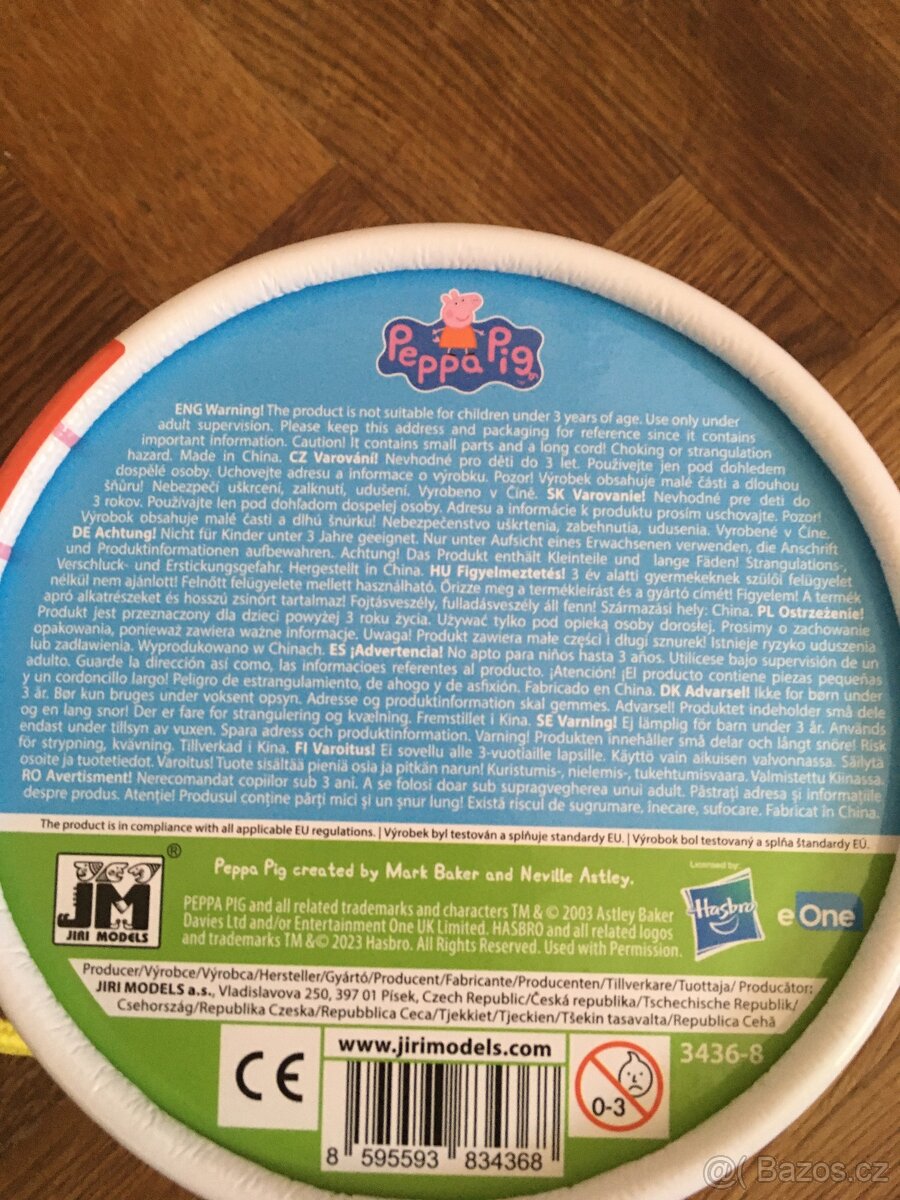 Peppa Pig
ENG Warning! The product is not suitable for children under 3 years of age. Use only under
adult supervision. Please keep this address and packaging for reference since it contains
important information. Caution! It contains small parts and a long cord! Choking or strangulation
hazard. Made in China. CZ Varování! Nevhodné pro děti do 3 let. Používejte jen pod dohledem
dospělé osoby. Uchovejte adresu a informace o výrobku. Pozor! Výrobek obsahuje malé části a dlouhou
šňůru! Nebezpečí uškrcení, zalknutí, udušení. Vyrobeno v Číně. SK Varovanie! Nevhodné pre deti do
3 rokov. Používajte len pod dohľadom dospelej osoby. Adresu a informácie k produktu prosím uschovajte. Pozor!
Výrobok obsahuje malé časti a dlhú šnúrku! Nebezpečenstvo uškrtenia, zabehnutia, udusenia. Vyrobené v Číne.
DE Achtung! Nicht für Kinder unter 3 Jahre geeignet. Nur unter Aufsicht eines Erwachsenen verwenden, die Anschrift
und Produktinformationen aufbewahren. Achtung! Das Produkt enthält Kleinteile und lange Fäden! Strangulations-,
Verschluck- und Erstickungsgefahr. Hergestellt in China. HU Figyelmeztetés! 3 év alatti gyermekeknek szülői felügyelet
nélkül nem ajánlott! Felnőtt felügyelete mellett használható. Őrizze meg a termékleírást és a gyártó címét! Figyelem! A termék
apró alkatrészeket és hosszú zsinórt tartalmaz! Fojtásveszély, fulladásveszély áll fenn! Származási hely: China. PL Ostrzeżenie!
Produkt jest przeznaczony dla dzieci powyżej 3 roku życia. Używać tylko pod opieką osoby dorosłej. Prosimy o zachowanie
opakowania, ponieważ zawiera ważne informacje. Uwaga! Produkt zawiera małe części i długi sznurek! Istnieje ryzyko uduszenia
lub zadławienia. Wyprodukowano w Chinach. ES ¡Advertencia! No apto para niños hasta 3 años. Utilícese bajo supervisión de un
adulto. Guarde la dirección así como, las informacioes referentes al producto. ¡Atención! ¡El producto contiene piezas pequeñas
y un cordoncillo largo! Peligro de estrangulamiento, de ahogo y de asfixión. Fabricado en China. DK Advarsel! Ikke for børn under
3 år. Bør kun bruges under voksent opsyn. Adresse og produktinformation skal gemmes. Advarsel! Produktet indeholder små dele
og en lang snor! Der er fare for strangulering og kvælning. Fremstillet i Kina. SE Varning! Ej lämplig för barn under 3 år. Används
endast under tillsyn av vuxen. Spara adress och produktinformation. Varning! Produkten innehåller små delar och långt snöre! Risk
för strypning, kvävning. Tillverkad i Kina. FI Varoitus! Ei sovellu alle 3-vuotiaille lapsille. Käyttö vain aikuisen valvonnassa. Säilytä
osoite ja tuotetiedot. Varoitus! Tuote sisältää pieniä osia ja pitkän narun! Kuristumis-, nielemis-, tukehtumisvaara. Valmistettu Kiinassa.
RO Avertisment! Nerecomandat copiilor sub 3 ani. A se folosi doar sub supravegherea unui adult. Păstrați adresa și informațiile
despre produs. Atenție! Produsul conține părți mici și un șnur lung! Există riscul de sugrumare, înecare, sufocare. Fabricat in China.
The product is in compliance with all applicable EU regulations. | Výrobek byl testován a splňuje standardy EU. | Výrobok bol testovaný a spĺňa štandardy EÚ.
JM ®
JIRI MODELS
Peppa Pig created by Mark Baker and Neville Astley.
PEPPA PIG and all related trademarks and characters TM & © 2003 Astley Baker
Davies Ltd and/or Entertainment One UK Limited. HASBRO and all related logos
and trademarks TM &© 2023 Hasbro. All Rights Reserved. Used with Permission.
Licensed by:
Hasbro
eOne
Producer/Výrobce/Výrobca/Hersteller/Gyártó/Producent/Fabricante/Producenten/Tillverkare/Tuottaja/ Producător:
JIRI MODELS a.s., Vladislavova 250, 397 01 Písek, Czech Republic/Česká republika/Tschechische Republik/
Csehország/Republika Czeska/Repubblica Ceca/Tjekkiet/Tjeckien/Tšekin tasavalta/Republica Cehă
CE
www.jirimodels.com
0-3
3436-8
8 595593 834368
@( Bazos.cz